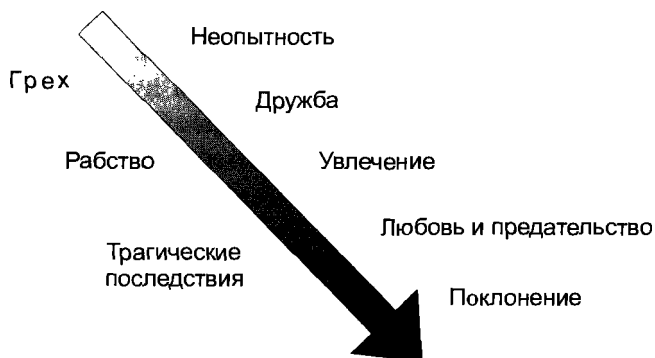 Неопытность
Грех
Дружба
Рабство
Увлечение
Любовь и предательство
Трагические
последствия
Поклонение